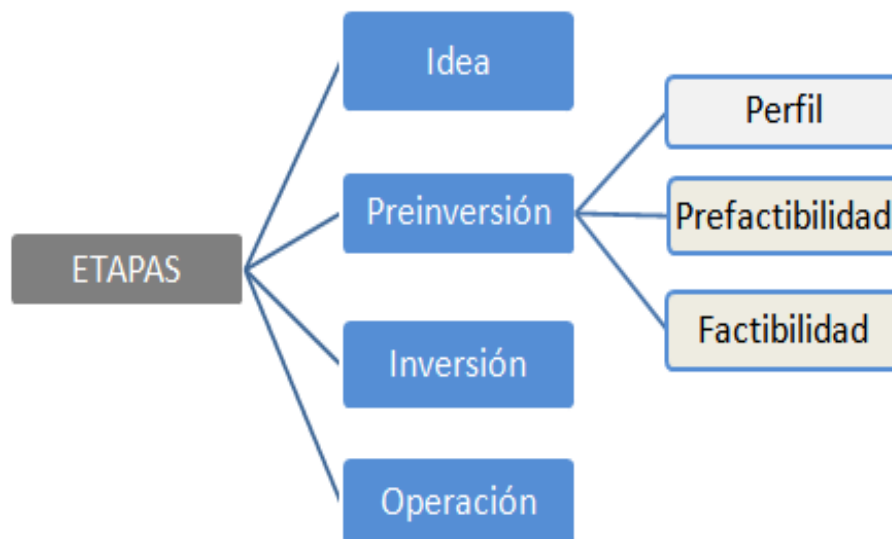 Idea
Perfil
Preinversión
Prefactibilidad
ETAPAS
Factibilidad
Inversión
Operación